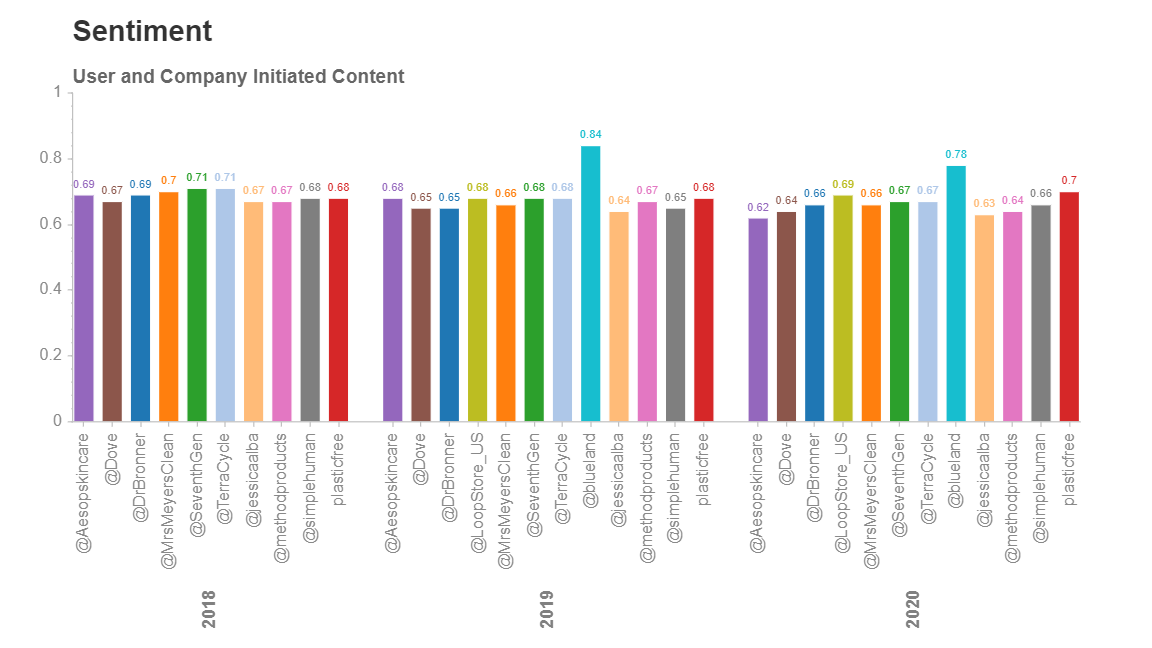 Sentiment
User and Company Initiated Content
1
0.8
0.6
0.4
0.2
0
0.69
0.67
0.69
0.7
0.71
0.71
0.67
0.67
0.68
0.68
0.68
0.65
0.65
0.68
0.66
0.68
0.68
0.84
0.64
0.67
0.65
0.68
0.62
0.64
0.66
0.69
0.66
0.67
0.67
0.78
0.63
0.64
0.66
0.7
@Aesopskincare
@Dove
@DrBronner
@MrsMeyersClean
@SeventhGen
@TerraCycle
@jessicaalba
@methodproducts
@simplehuman
plasticfree
@Aesopskincare
@Dove
@DrBronner
@LoopStore_US
@MrsMeyersClean
@SeventhGen
@TerraCycle
@blueland
@jessicaalba
@methodproducts
@simplehuman
plasticfree
@Aesopskincare
@Dove
@DrBronner
@LoopStore_US
@MrsMeyersClean
@SeventhGen
@TerraCycle
@blueland
@jessicaalba
@methodproducts
@simplehuman
plasticfree
2018
2019
2020